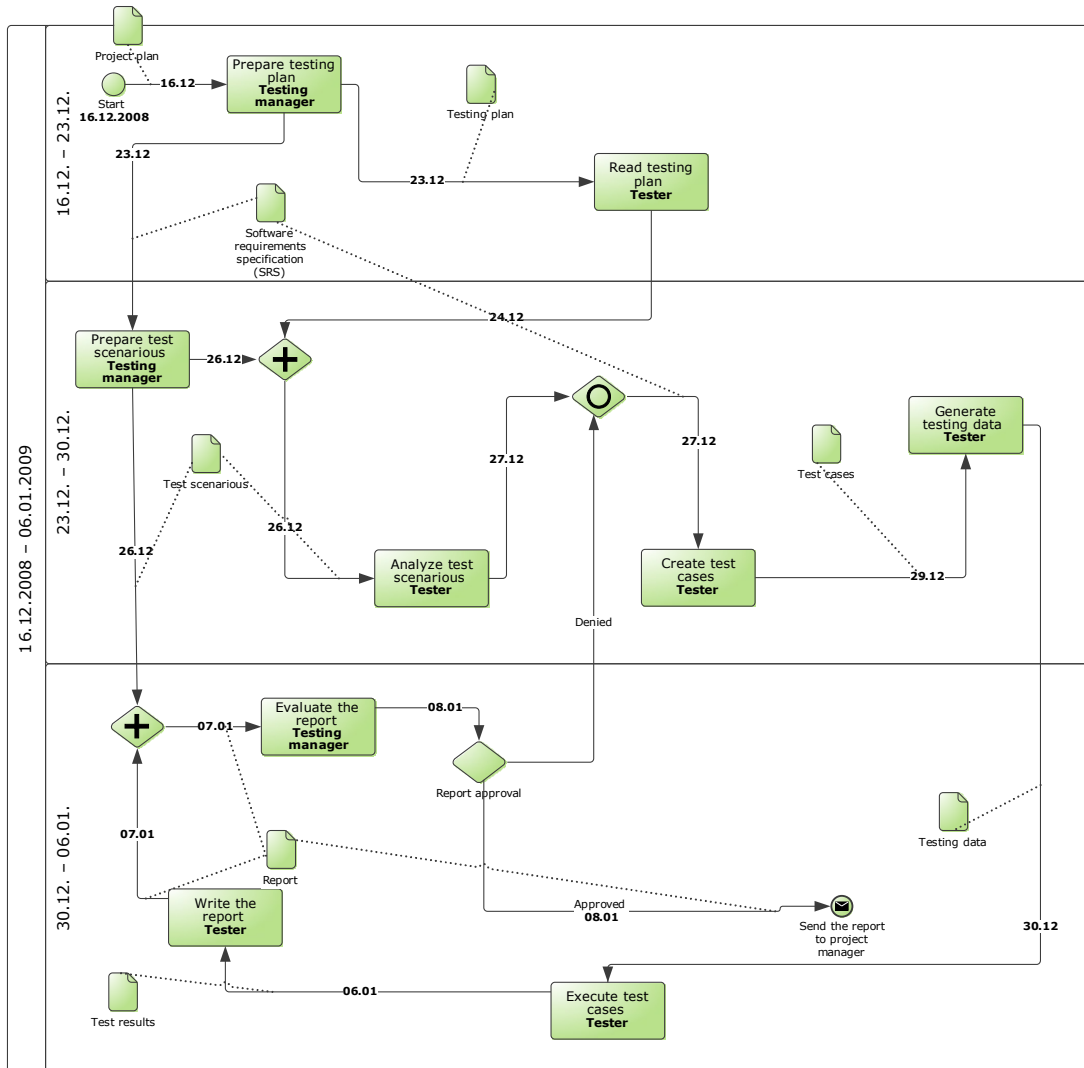 16.12.2008 – 06.01.2009
16.12. – 23.12.
Project plan
Start
16.12.2008
16.12
Prepare testing
plan
Testing
manager
Testing plan
23.12
23.12
Read testing
plan
Tester
Software
requirements
specification
(SRS)
23.12. – 30.12.
24.12
Prepare test
scenarious
Testing
manager
26.12
Generate
testing data
Tester
27.12
27.12
Test cases
Test scenarious
26.12
26.12
Analyze test
scenarious
Tester
Create test
cases
Tester
29.12
Denied
30.12. – 06.01.
Evaluate the
report
Testing
manager
07.01
08.01
Report approval
07.01
Testing data
Report
Write the
report
Tester
Approved
08.01
Send the report
to project
manager
30.12
Test results
06.01
Execute test
cases
Tester